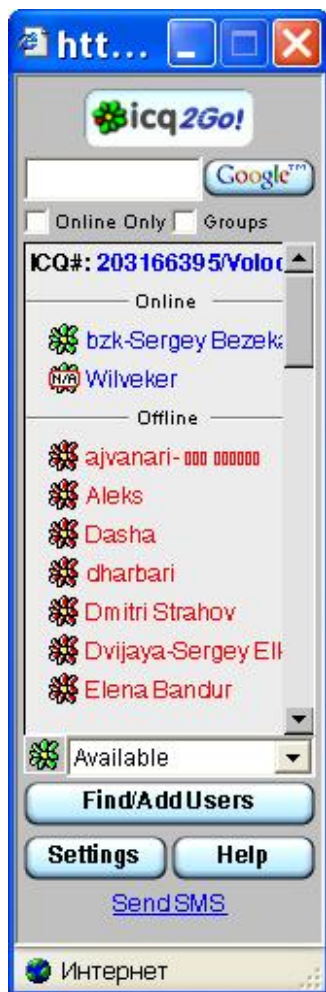 htt...
icq2Go!
Google™
Online Only Groups
ICQ#: 203166395/Voloc
Online
bzk-Sergey Bezeka
N/A Wilveker
Offline
ajvanari-
Aleks
Dasha
dharbari
Dmitri Strahov
Dvijaya-Sergey Elk
Elena Bandur
Available
Find/Add Users
Settings Help
Send SMS
Интернет